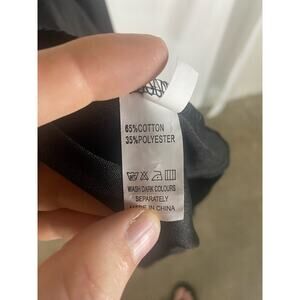 65%COTTON
35%POLYESTER
WASH DARK COLOURS
SEPARATELY
MADE IN CHINA